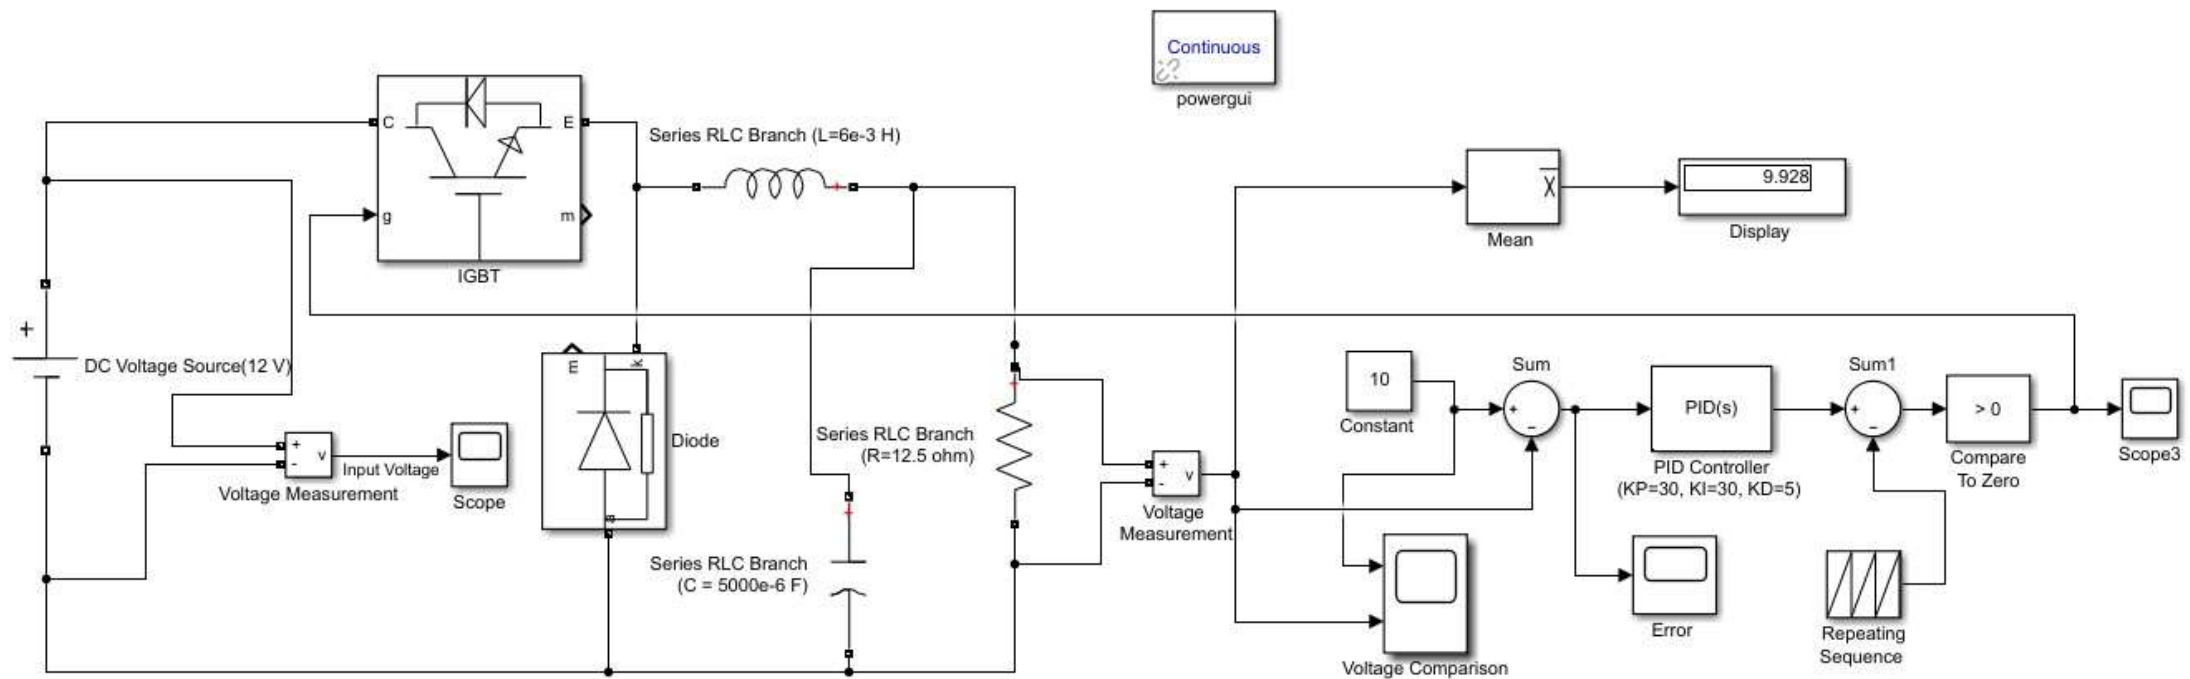 Continuous
powergui
C
E
g
m
IGBT
Series RLC Branch (L=6e-3 H)
+
x
Mean
9.928
Display
+
DC Voltage Source(12 V)
+
-
v
Voltage Measurement
Input Voltage
Scope
m
k
a
Diode
+
Series RLC Branch
(R=12.5 ohm)
+
Series RLC Branch
(C = 5000e-6 F)
+
-
v
Voltage
Measurement
10
Constant
Sum
+
-
PID(s)
PID Controller
(KP=30, KI=30, KD=5)
Sum1
+
-
> 0
Compare
To Zero
Scope3
Voltage Comparison
Error
Repeating
Sequence